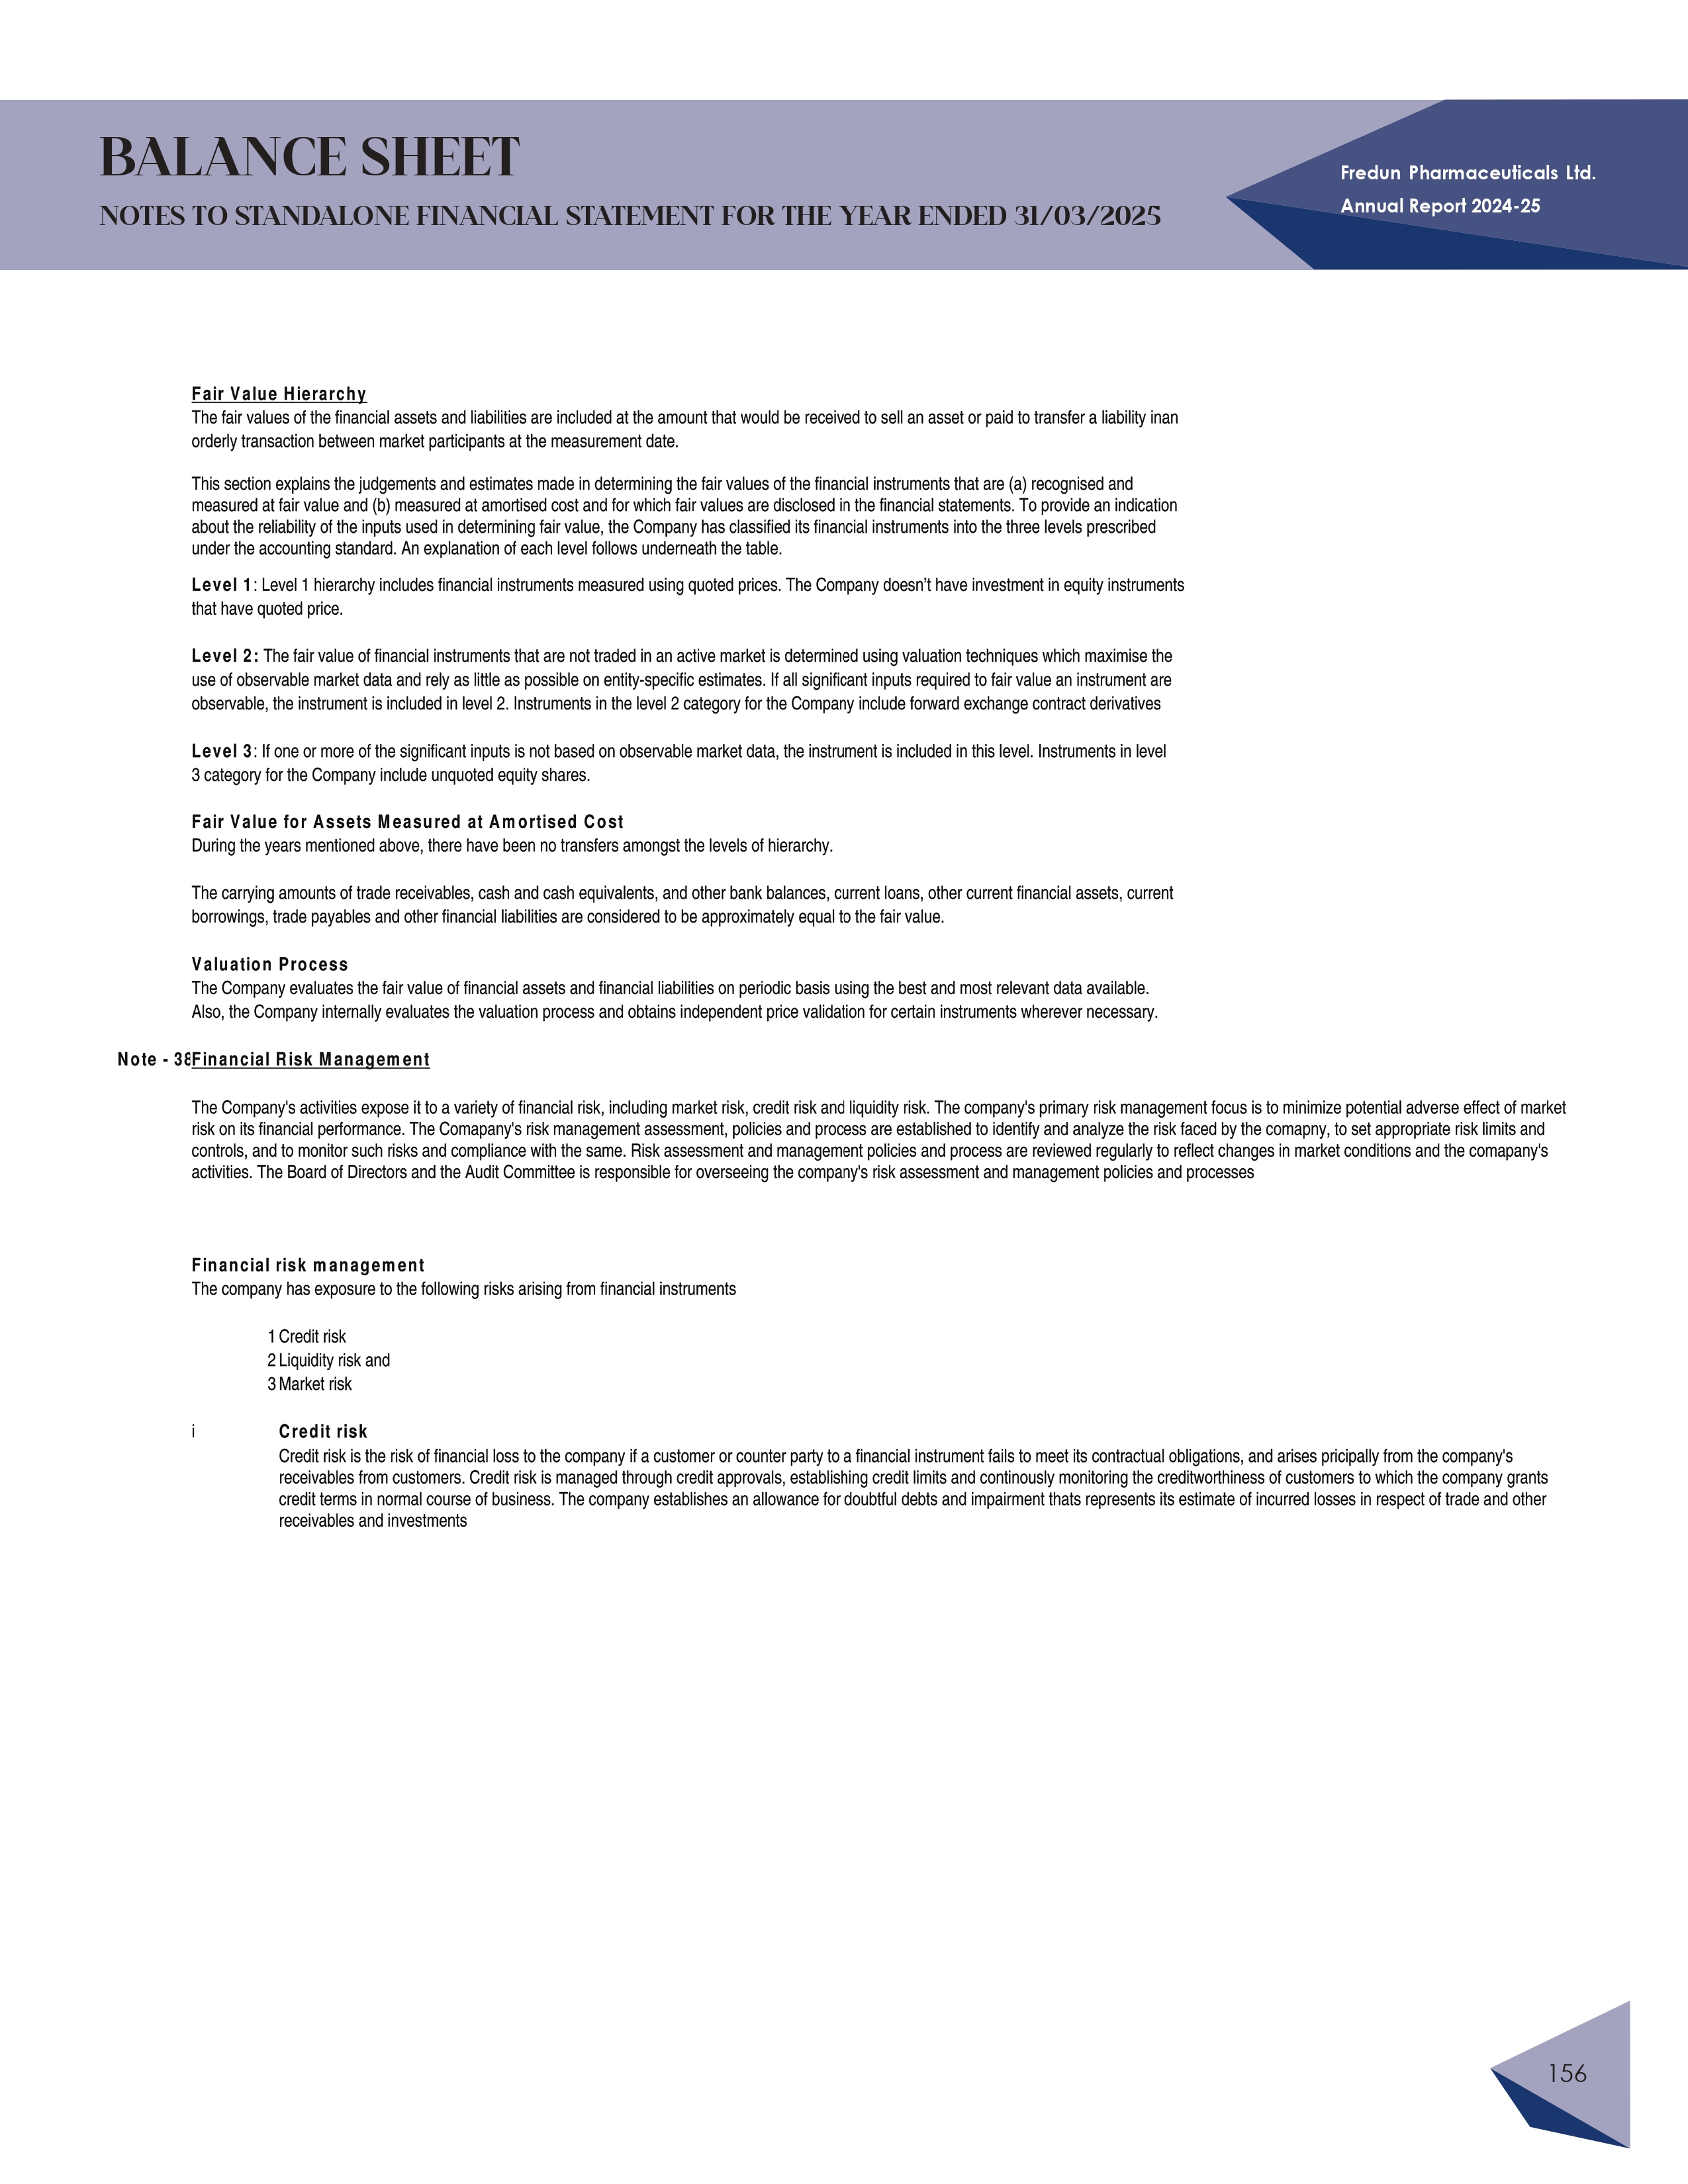 BALANCE SHEET
NOTES TO STANDALONE FINANCIAL STATEMENT FOR THE YEAR ENDED 31/03/2025
Fredun Pharmaceuticals Ltd.
Annual Report 2024-25
Fair Value Hierarchy
The fair values of the financial assets and liabilities are included at the amount that would be received to sell an asset or paid to transfer a liability inan
orderly transaction between market participants at the measurement date.
This section explains the judgements and estimates made in determining the fair values of the financial instruments that are (a) recognised and
measured at fair value and (b) measured at amortised cost and for which fair values are disclosed in the financial statements. To provide an indication
about the reliability of the inputs used in determining fair value, the Company has classified its financial instruments into the three levels prescribed
under the accounting standard. An explanation of each level follows underneath the table.
Level 1: Level 1 hierarchy includes financial instruments measured using quoted prices. The Company doesn't have investment in equity instruments
that have quoted price.
Level 2: The fair value of financial instruments that are not traded in an active market is determined using valuation techniques which maximise the
use of observable market data and rely as little as possible on entity-specific estimates. If all significant inputs required to fair value an instrument are
observable, the instrument is included in level 2. Instruments in the level 2 category for the Company include forward exchange contract derivatives
Level 3: If one or more of the significant inputs is not based on observable market data, the instrument is included in this level. Instruments in level
3 category for the Company include unquoted equity shares.
Fair Value for Assets Measured at Amortised Cost
During the years mentioned above, there have been no transfers amongst the levels of hierarchy.
The carrying amounts of trade receivables, cash and cash equivalents, and other bank balances, current loans, other current financial assets, current
borrowings, trade payables and other financial liabilities are considered to be approximately equal to the fair value.
Valuation Process
The Company evaluates the fair value of financial assets and financial liabilities on periodic basis using the best and most relevant data available.
Also, the Company internally evaluates the valuation process and obtains independent price validation for certain instruments wherever necessary.
Note - 38 Financial Risk Management
The Company's activities expose it to a variety of financial risk, including market risk, credit risk and liquidity risk. The company's primary risk management focus is to minimize potential adverse effect of market
risk on its financial performance. The Comapany's risk management assessment, policies and process are established to identify and analyze the risk faced by the comapny, to set appropriate risk limits and
controls, and to monitor such risks and compliance with the same. Risk assessment and management policies and process are reviewed regularly to reflect changes in market conditions and the comapany's
activities. The Board of Directors and the Audit Committee is responsible for overseeing the company's risk assessment and management policies and processes
Financial risk management
The company has exposure to the following risks arising from financial instruments
1 Credit risk
2 Liquidity risk and
3 Market risk
i Credit risk
Credit risk is the risk of financial loss to the company if a customer or counter party to a financial instrument fails to meet its contractual obligations, and arises pricipally from the company's
receivables from customers. Credit risk is managed through credit approvals, establishing credit limits and continously monitoring the creditworthiness of customers to which the company grants
credit terms in normal course of business. The company establishes an allowance for doubtful debts and impairment thats represents its estimate of incurred losses in respect of trade and other
receivables and investments
156